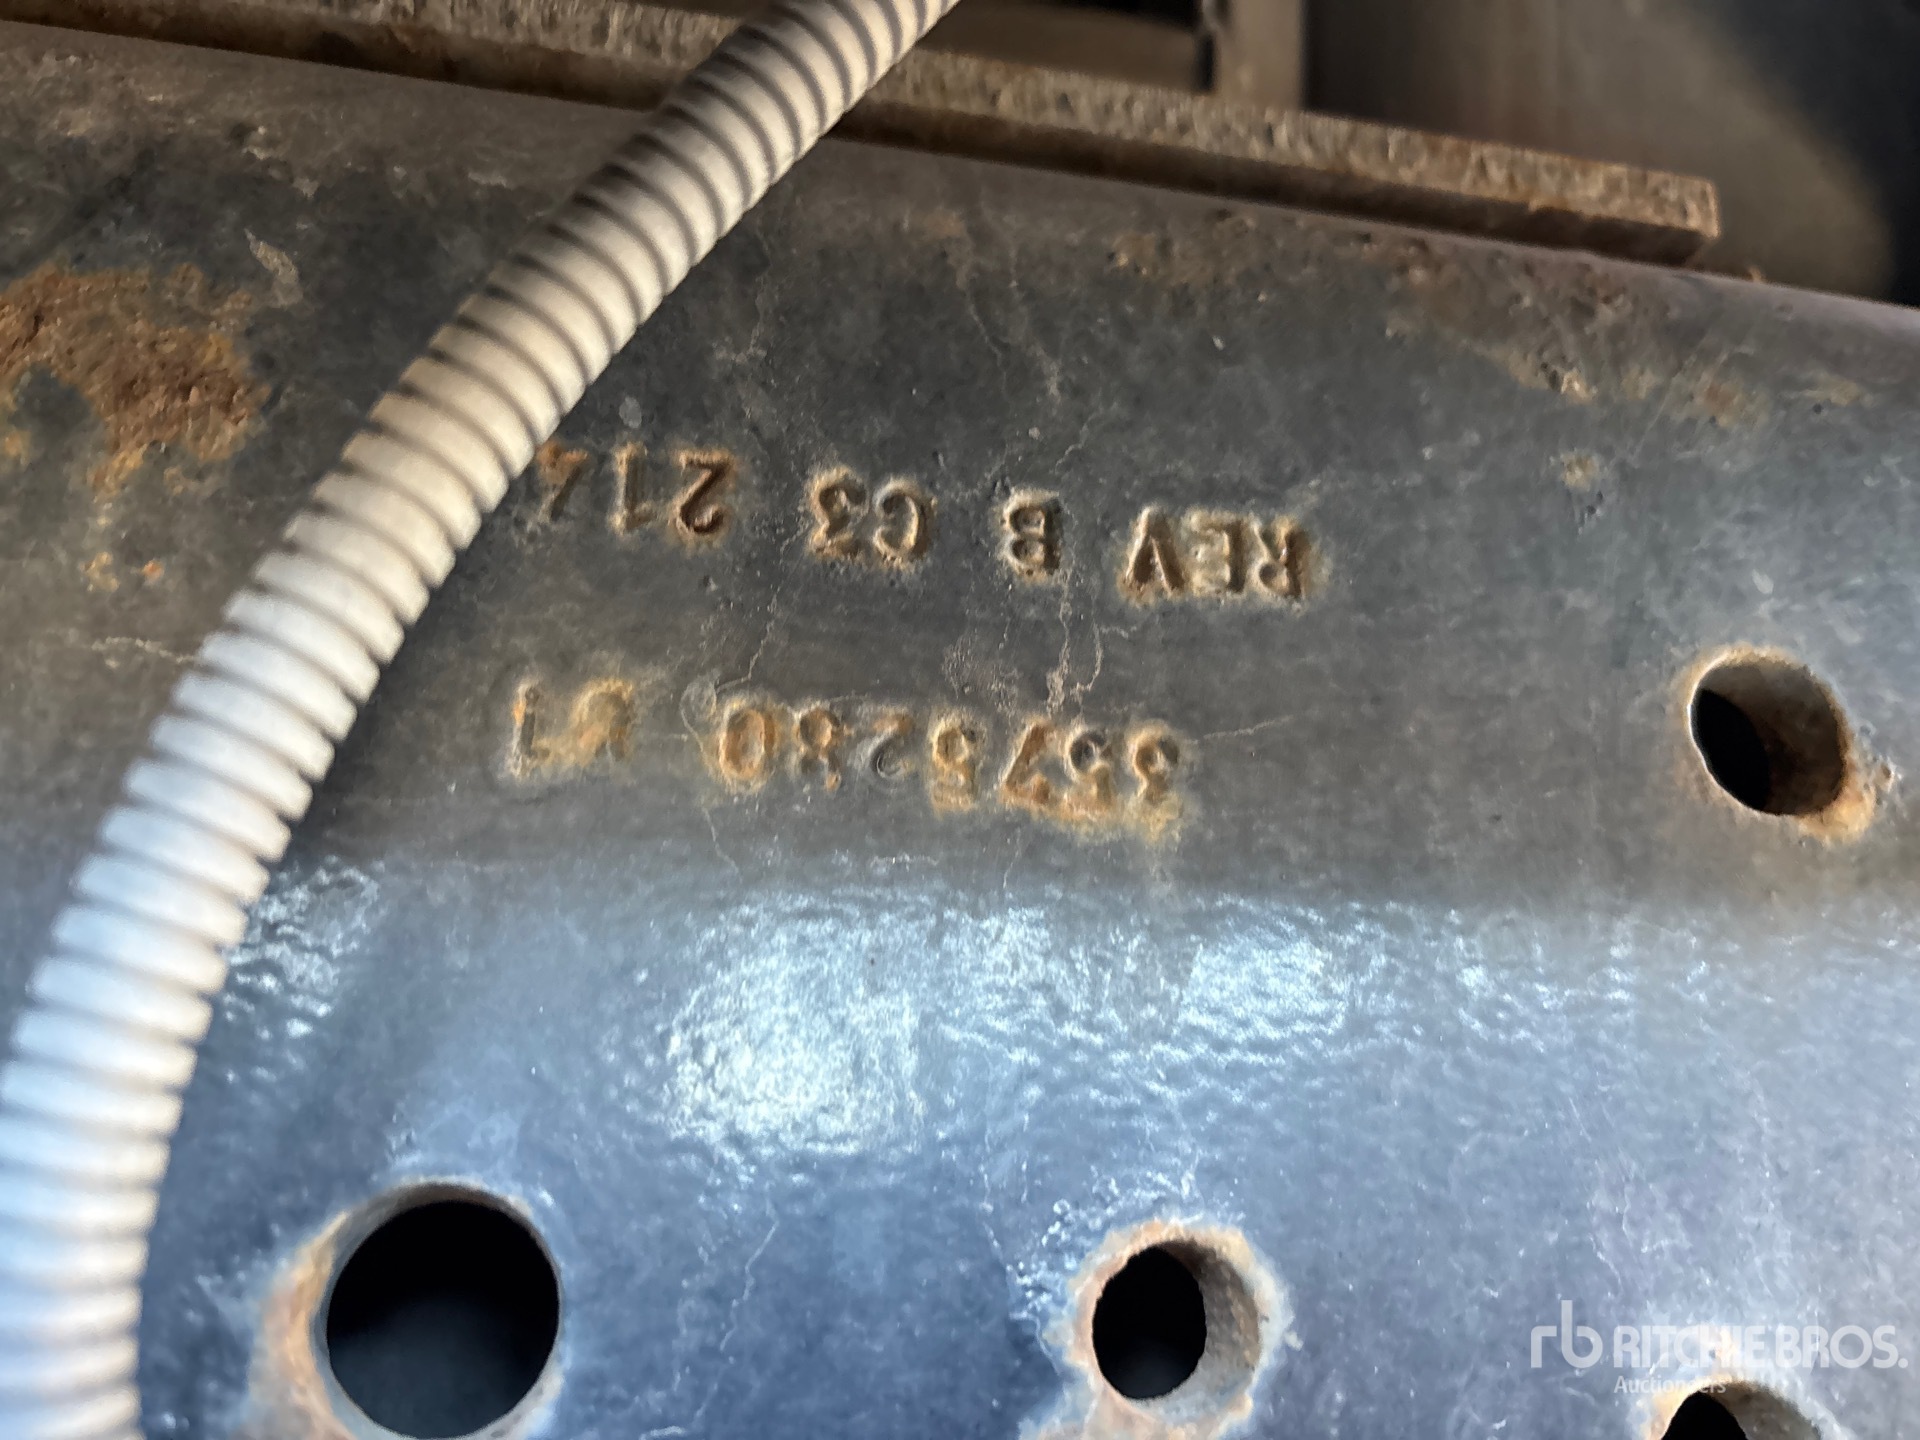 3575280
REV B C3 214
RITCHIE BROS.
Auctioneers